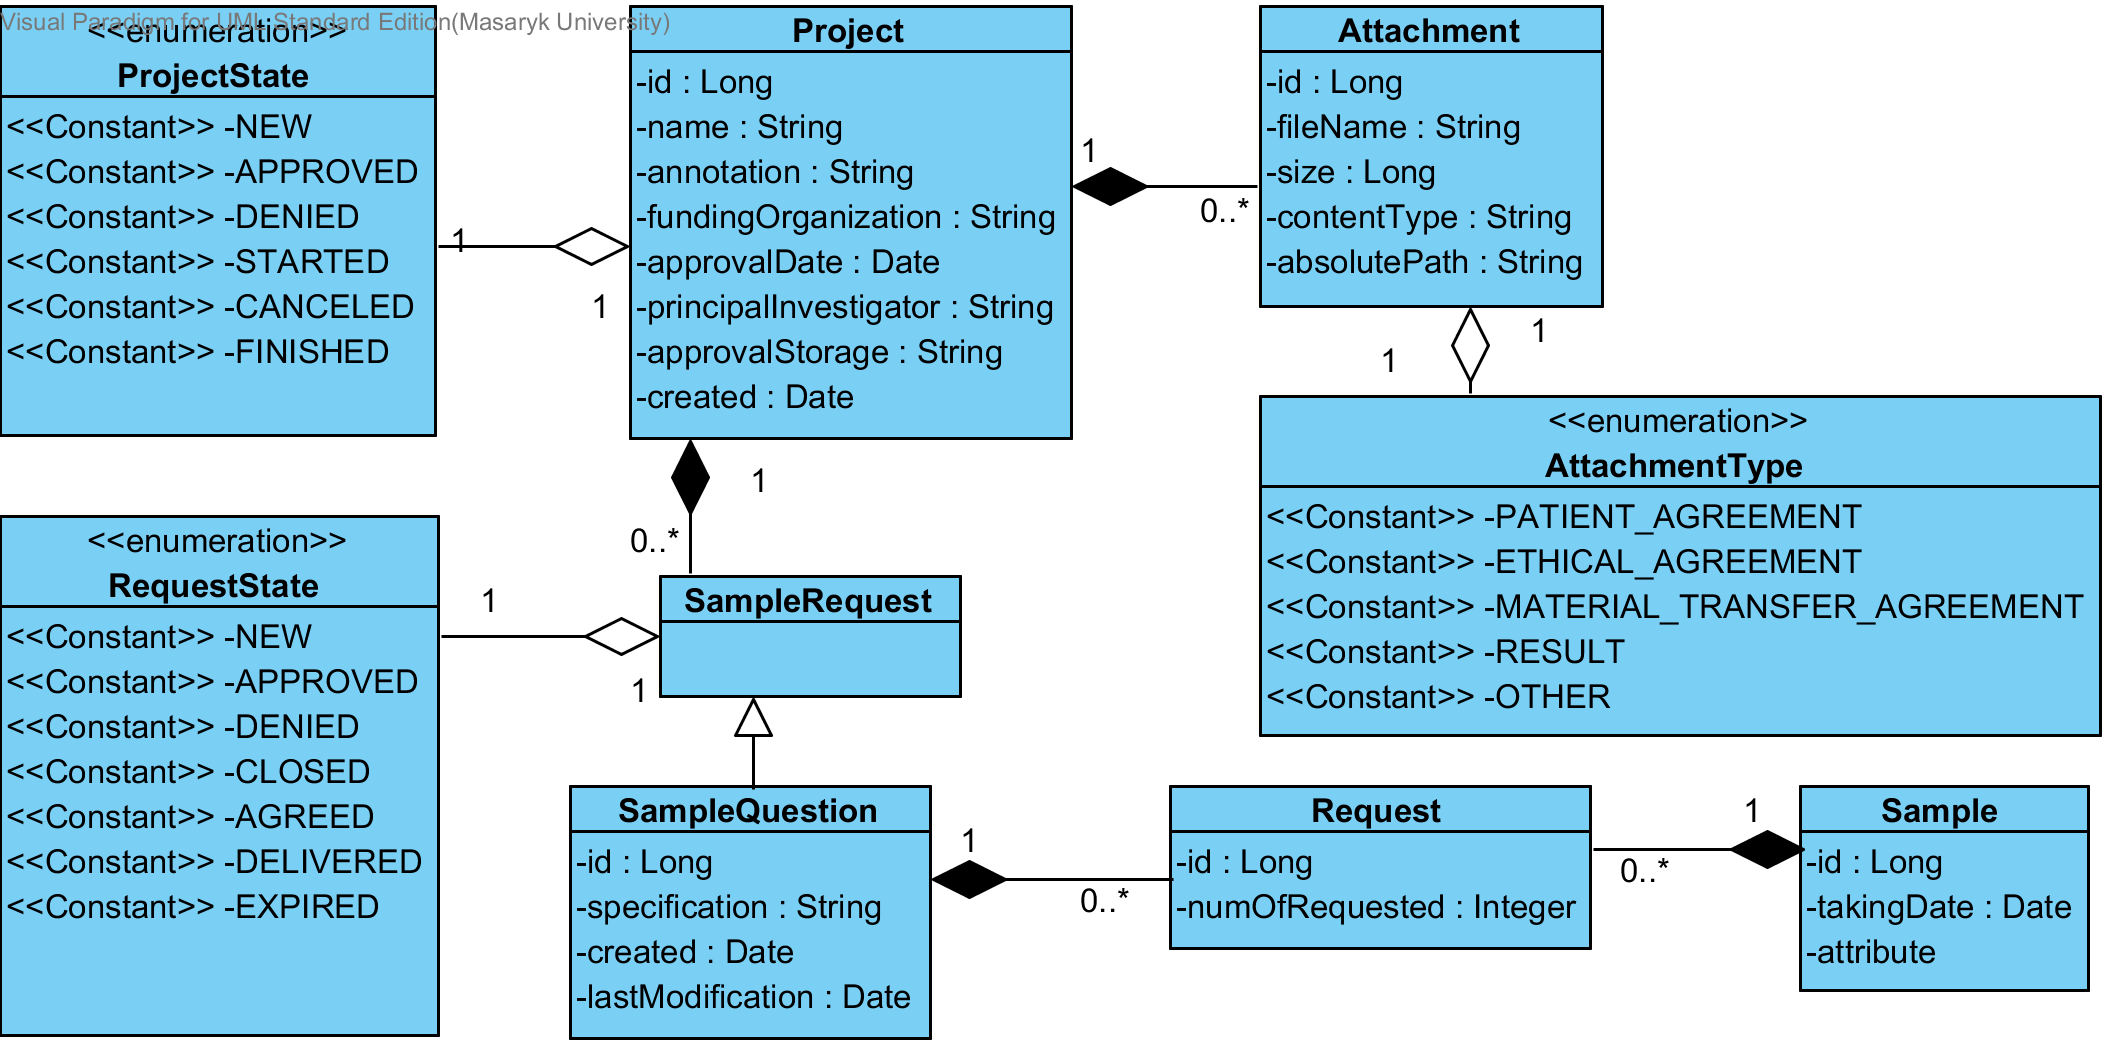 Visual Paradigm for UML Standard Edition(Masaryk University)
<<enumeration>>
ProjectState
<<Constant>> -NEW
<<Constant>> -APPROVED
<<Constant>> -DENIED
<<Constant>> -STARTED
<<Constant>> -CANCELED
<<Constant>> -FINISHED
1
1
Project
-id : Long
-name : String
-annotation : String
-fundingOrganization : String
-approvalDate : Date
-principalInvestigator : String
-approvalStorage : String
-created : Date
1
0..*
Attachment
-id : Long
-fileName : String
-size : Long
-contentType : String
-absolutePath : String
1
1
<<enumeration>>
AttachmentType
<<Constant>> -PATIENT_AGREEMENT
<<Constant>> -ETHICAL_AGREEMENT
<<Constant>> -MATERIAL_TRANSFER_AGREEMENT
<<Constant>> -RESULT
<<Constant>> -OTHER
1
0..*
<<enumeration>>
RequestState
<<Constant>> -NEW
<<Constant>> -APPROVED
<<Constant>> -DENIED
<<Constant>> -CLOSED
<<Constant>> -AGREED
<<Constant>> -DELIVERED
<<Constant>> -EXPIRED
1
1
SampleRequest
SampleQuestion
-id : Long
-specification : String
-created : Date
-lastModification : Date
1
0..*
Request
-id : Long
-numOfRequested : Integer
1
0..*
Sample
-id : Long
-takingDate : Date
-attribute